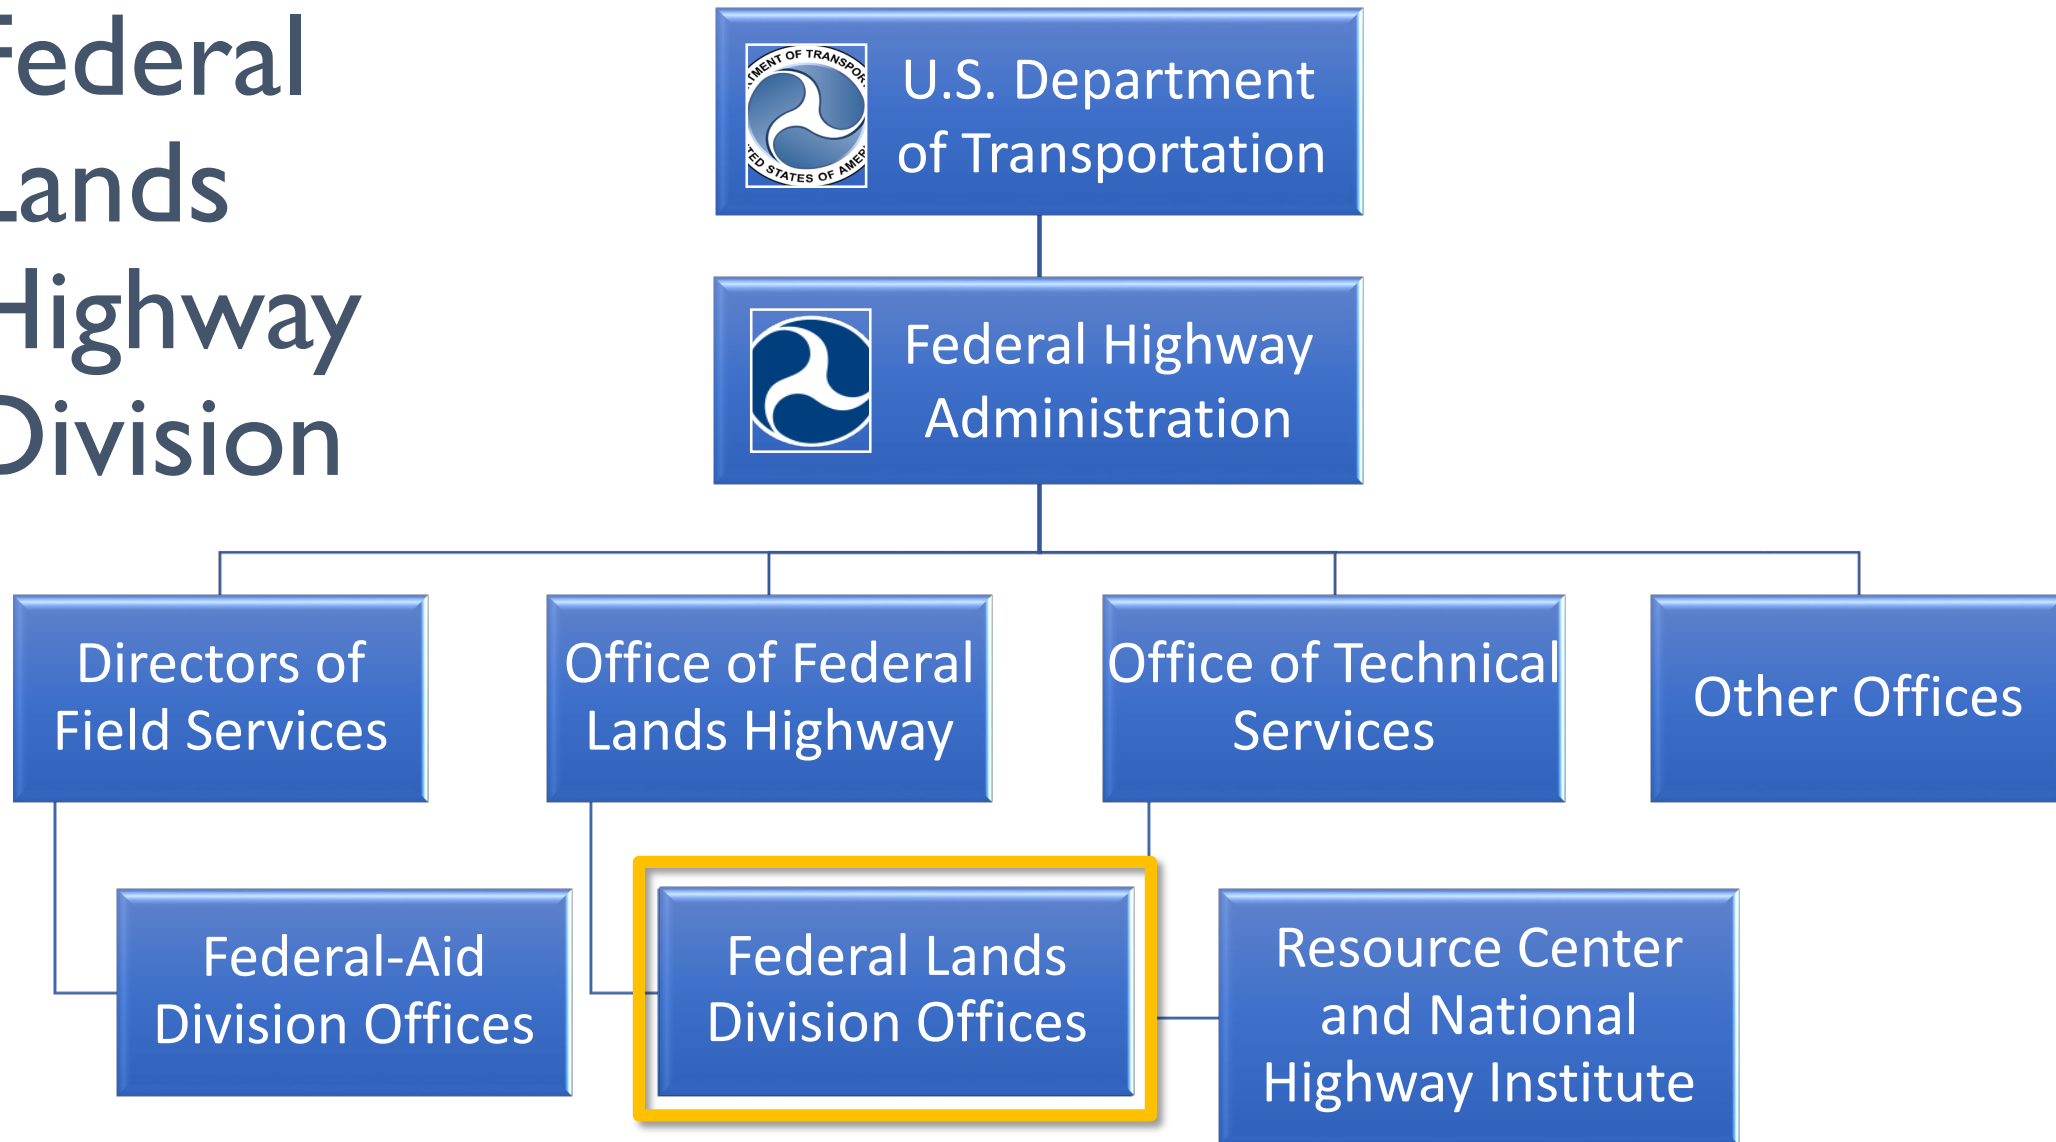 Federal
Lands
Highway
Division
U.S. Department
of Transportation
Federal Highway
Administration
Directors of
Field Services
Office of Federal
Lands Highway
Office of Technical
Services
Other Offices
Federal-Aid
Division Offices
Federal Lands
Division Offices
Resource Center
and National
Highway Institute